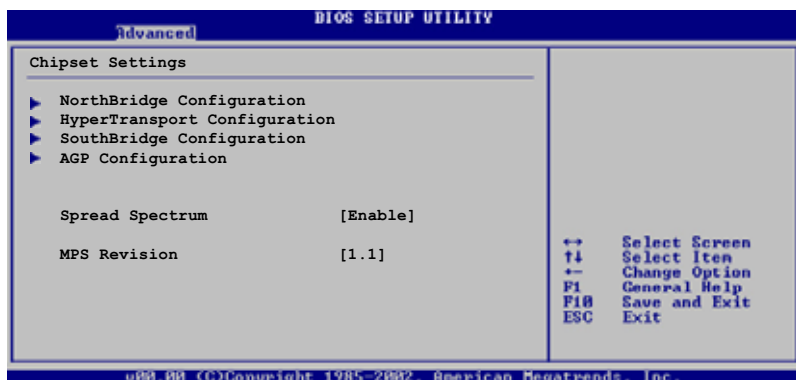 BIOS SETUP UTILITY
Advanced
Chipset Settings
NorthBridge Configuration
HyperTransport Configuration
SouthBridge Configuration
AGP Configuration
Spread Spectrum [Enable]
MPS Revision [1.1]
↔ Select Screen
↑↓ Select Item
+- Change Option
F1 General Help
F10 Save and Exit
ESC Exit
v00.00 (C)Copyright 1985-2002, American Megatrends, Inc.